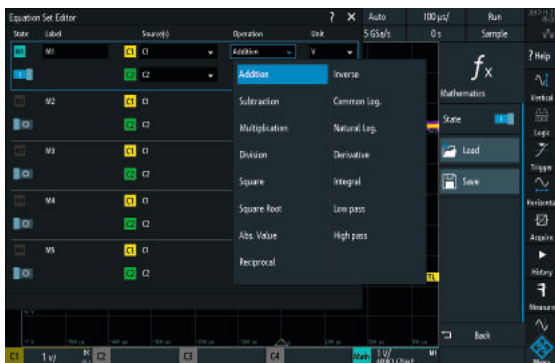 Equation Set Editor ? ×
Auto 100 µs/ Run
5 GSa/s 0 s Sample
State Label Source(s) Operation Unit
M1 M1 C1 C1 Addition V
C2 C2
Addition Inverse
Subtraction Common Log.
Multiplication Natural Log.
Division Derivative
Square Integral
Square Root Low pass
Abs. Value High pass
Reciprocal
M2 C1 C1
C2 C2
M3 C1 C1
C2 C2
M4 C1 C1
C2 C2
M5 C1 C1
C2 C2
fx
Mathematics
State
Load
Save
Back
? Help
Vertical
Logic
Trigger
Horizonta
Acquire
History
Measure
TL
C1 1 V/ C2 C3 C4 Math 1 V/ M1